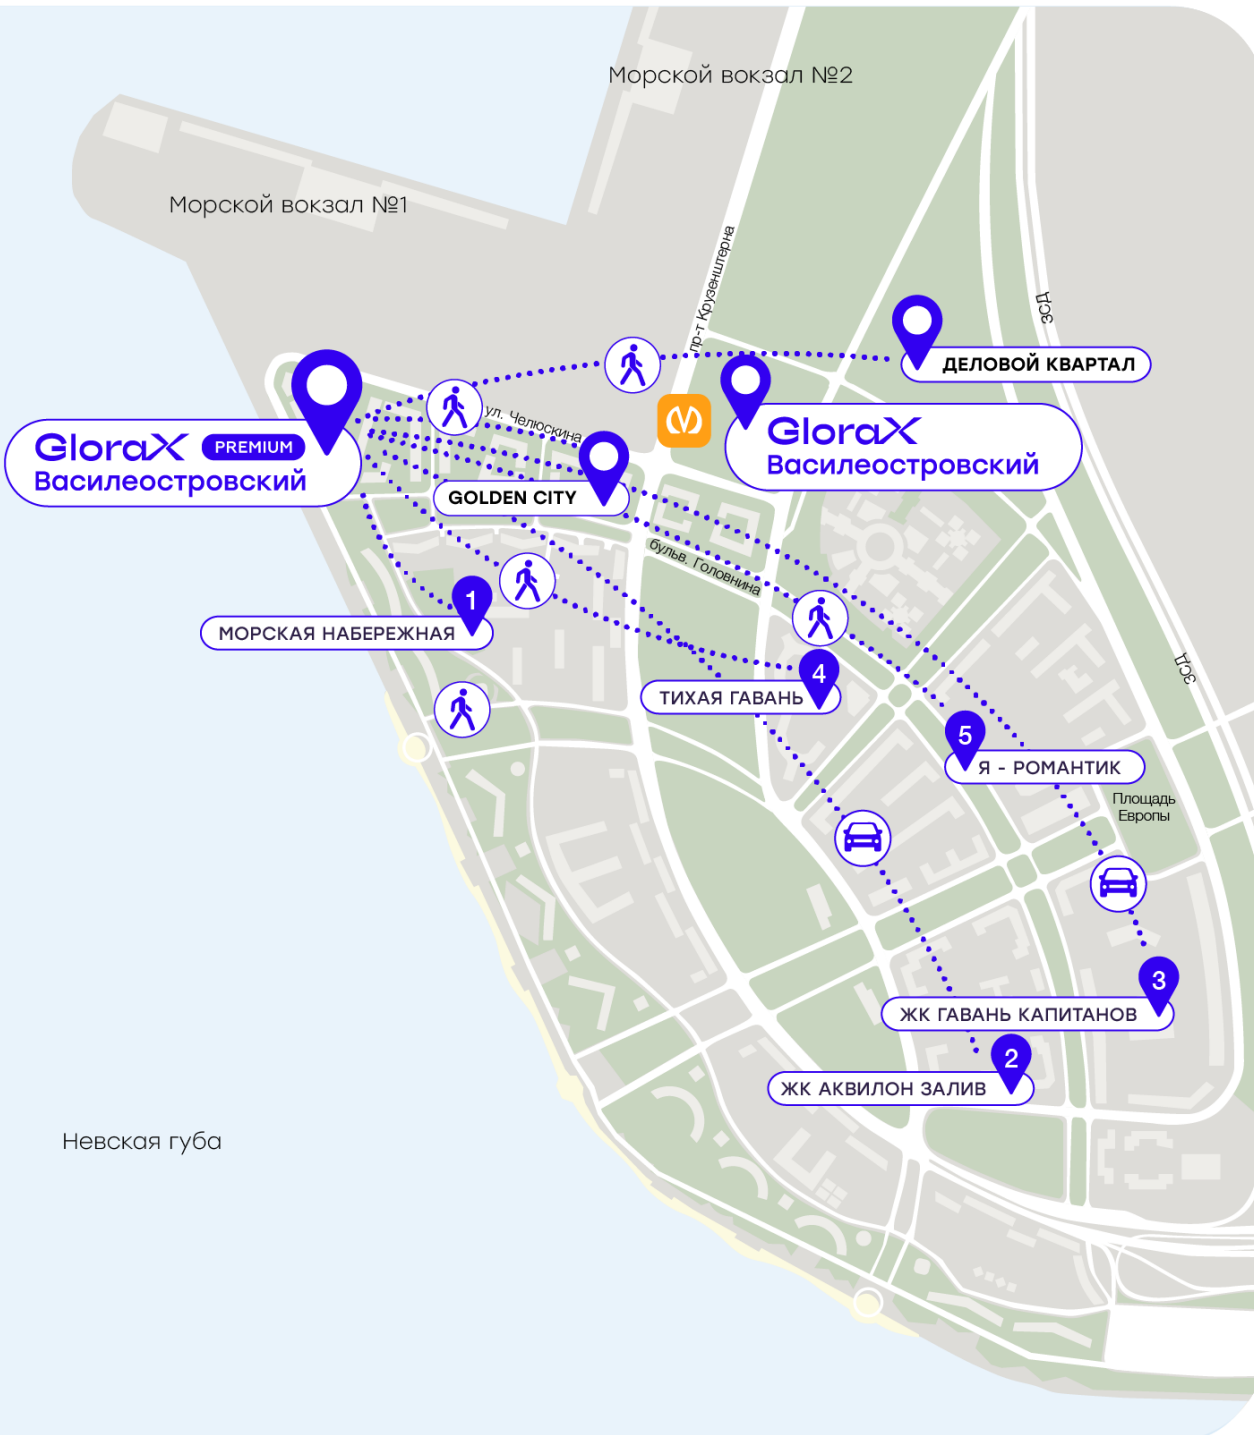 Морской вокзал №2
Морской вокзал №1
пр-т Крузенштерна
ЗСД
ДЕЛОВОЙ КВАРТАЛ
ул. Челюскина
GloraX PREMIUM
Василеостровский
GloraX
Василеостровский
GOLDEN CITY
бульв. Головнина
1
МОРСКАЯ НАБЕРЕЖНАЯ
ЗСД
4
ТИХАЯ ГАВАНЬ
5
Я - РОМАНТИК
Площадь
Европы
3
ЖК ГАВАНЬ КАПИТАНОВ
2
ЖК АКВИЛОН ЗАЛИВ
Невская губа